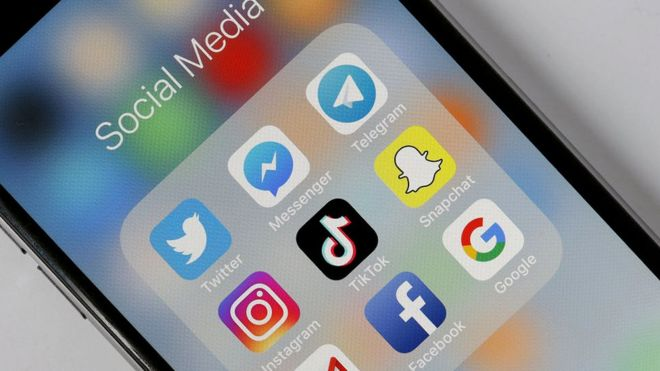 Social Media
Twitter
Messenger
Telegram
Instagram
TikTok
Snapchat
Facebook
Google